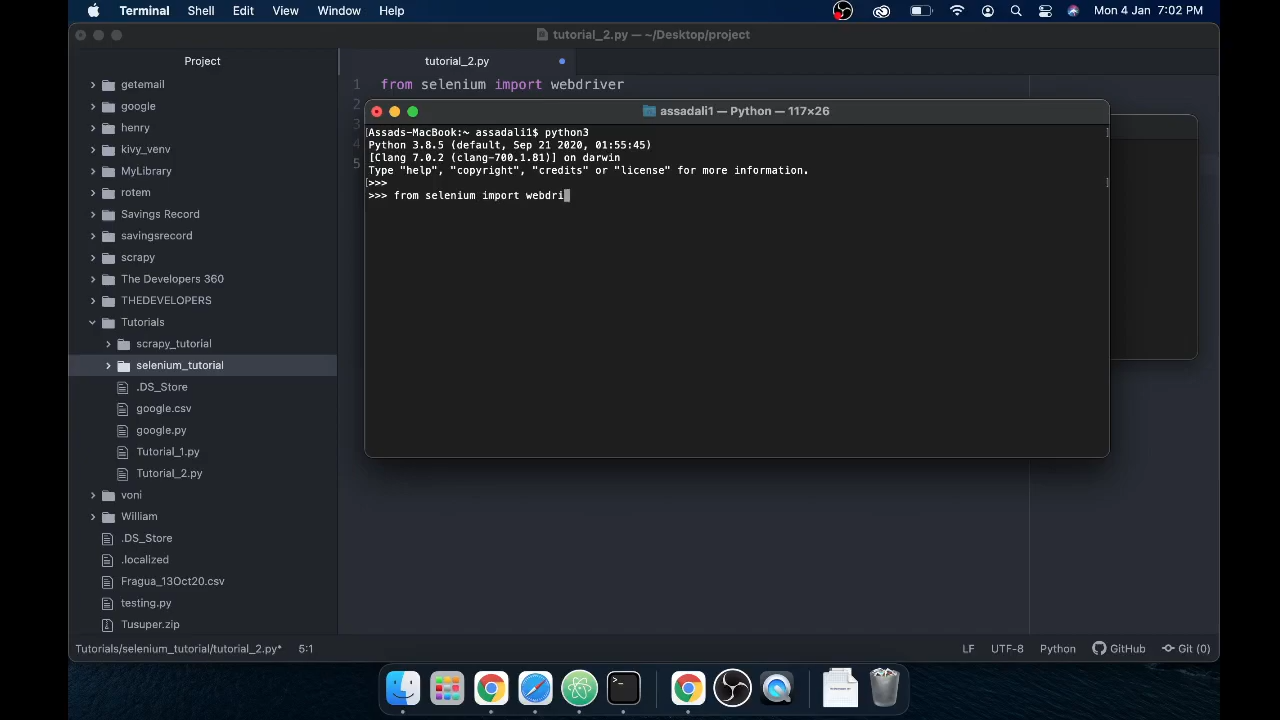 Terminal Shell Edit View Window Help Mon 4 Jan 7:02 PM
tutorial_2.py — ~/Desktop/project
Project
tutorial_2.py
getemail
google
henry
kivy_venv
MyLibrary
rotem
Savings Record
savingsrecord
scrapy
The Developers 360
THEDEVELOPERS
Tutorials
scrapy_tutorial
selenium_tutorial
.DS_Store
google.csv
google.py
Tutorial_1.py
Tutorial_2.py
voni
William
.DS_Store
.localized
Fragua_13Oct20.csv
testing.py
Tusuper.zip
1 from selenium import webdriver
2
3
4
5
assadali1 — Python — 117×26
[Assads-MacBook:~ assadali1$ python3 ]
Python 3.8.5 (default, Sep 21 2020, 01:55:45)
[Clang 7.0.2 (clang-700.1.81)] on darwin
Type "help", "copyright", "credits" or "license" for more information.
[>>> ]
>>> from selenium import webdri
Tutorials/selenium_tutorial/tutorial_2.py* 5:1 LF UTF-8 Python GitHub Git (0)